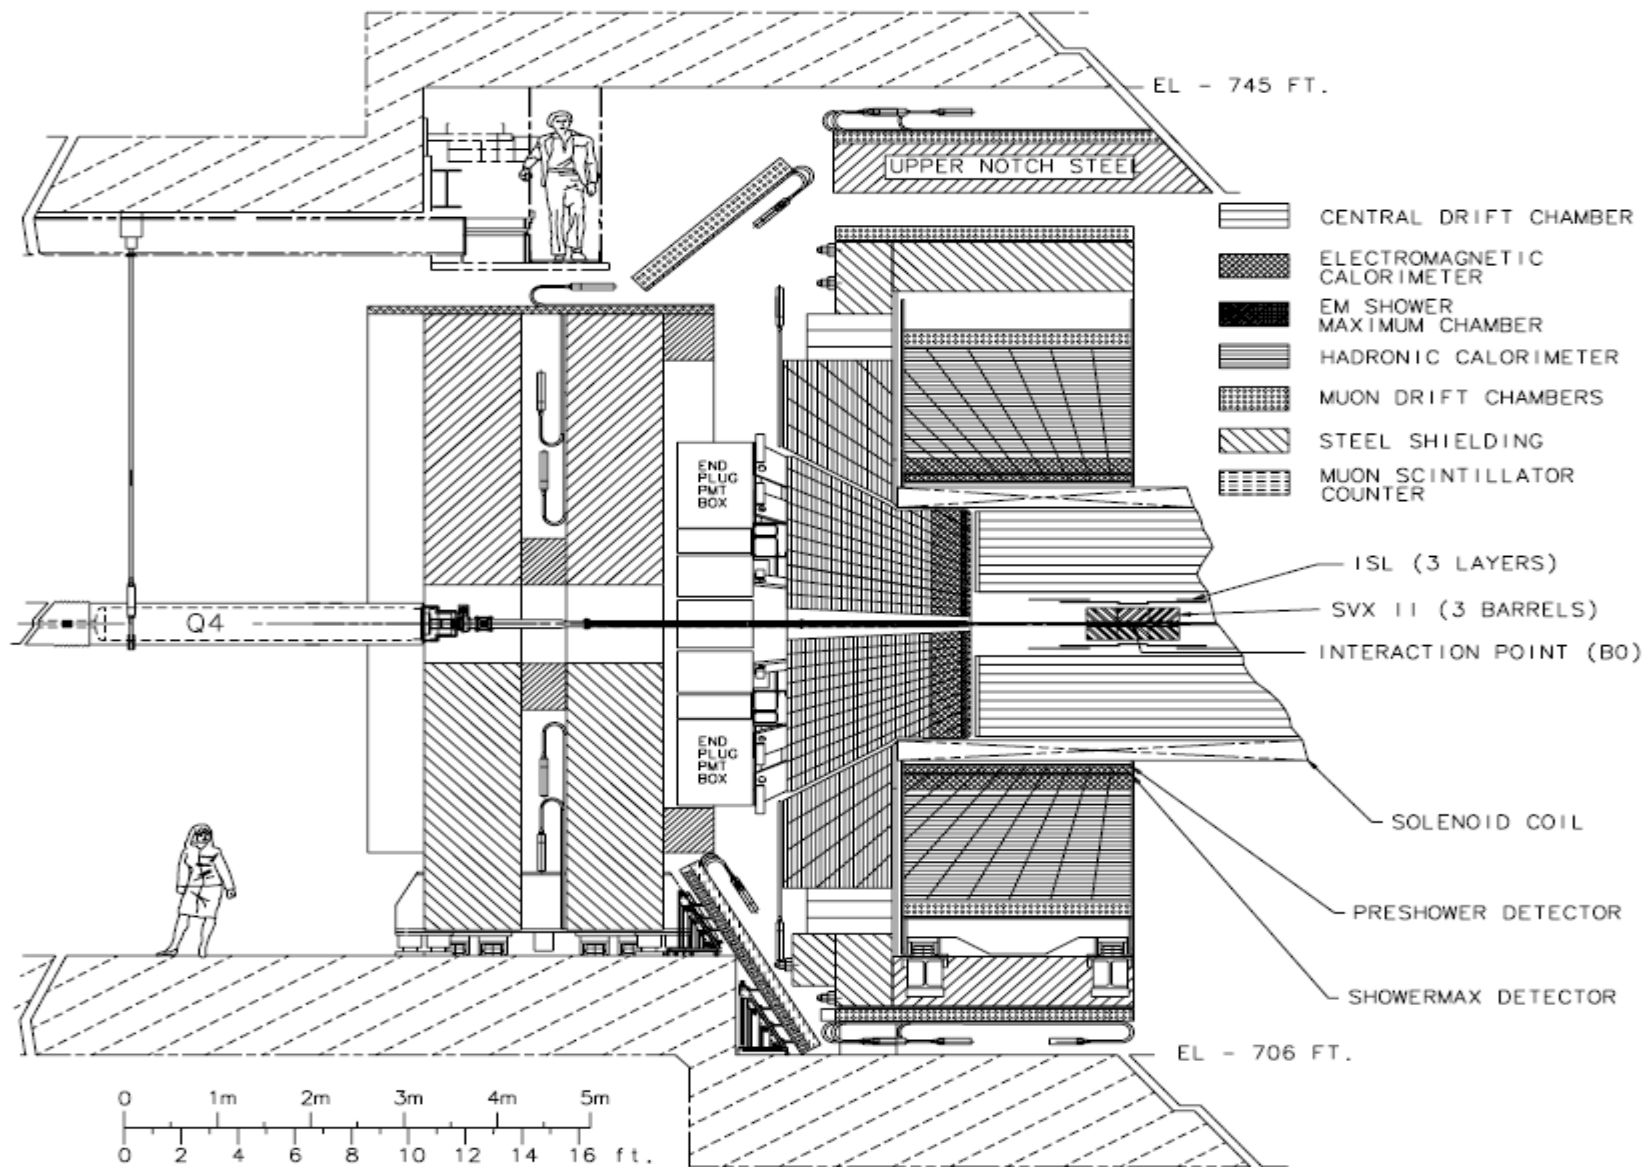 EL - 745 FT.
UPPER NOTCH STEEL
CENTRAL DRIFT CHAMBER
ELECTROMAGNETIC
CALORIMETER
EM SHOWER
MAXIMUM CHAMBER
HADRONIC CALORIMETER
MUON DRIFT CHAMBERS
STEEL SHIELDING
MUON SCINTILLATOR
COUNTER
END
PLUG
PMT
BOX
ISL (3 LAYERS)
SVX II (3 BARRELS)
Q4
INTERACTION POINT (B0)
END
PLUG
PMT
BOX
SOLENOID COIL
PRESHOWER DETECTOR
SHOWERMAX DETECTOR
EL - 706 FT.
0 1m 2m 3m 4m 5m
0 2 4 6 8 10 12 14 16 ft.